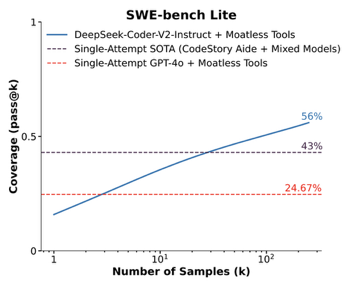 SWE-bench Lite
DeepSeek-Coder-V2-Instruct + Moatless Tools
Single-Attempt SOTA (CodeStory Aide + Mixed Models)
Single-Attempt GPT-4o + Moatless Tools
1
0.5
0
Coverage (pass@k)
56%
43%
24.67%
1
10¹
10²
Number of Samples (k)